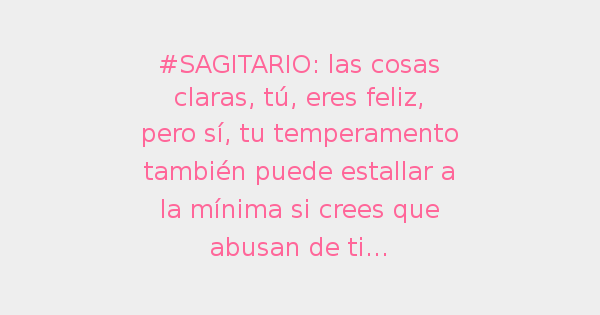 #SAGITARIO: las cosas
claras, tú, eres feliz,
pero sí, tu temperamento
también puede estallar a
la mínima si crees que
abusan de ti...